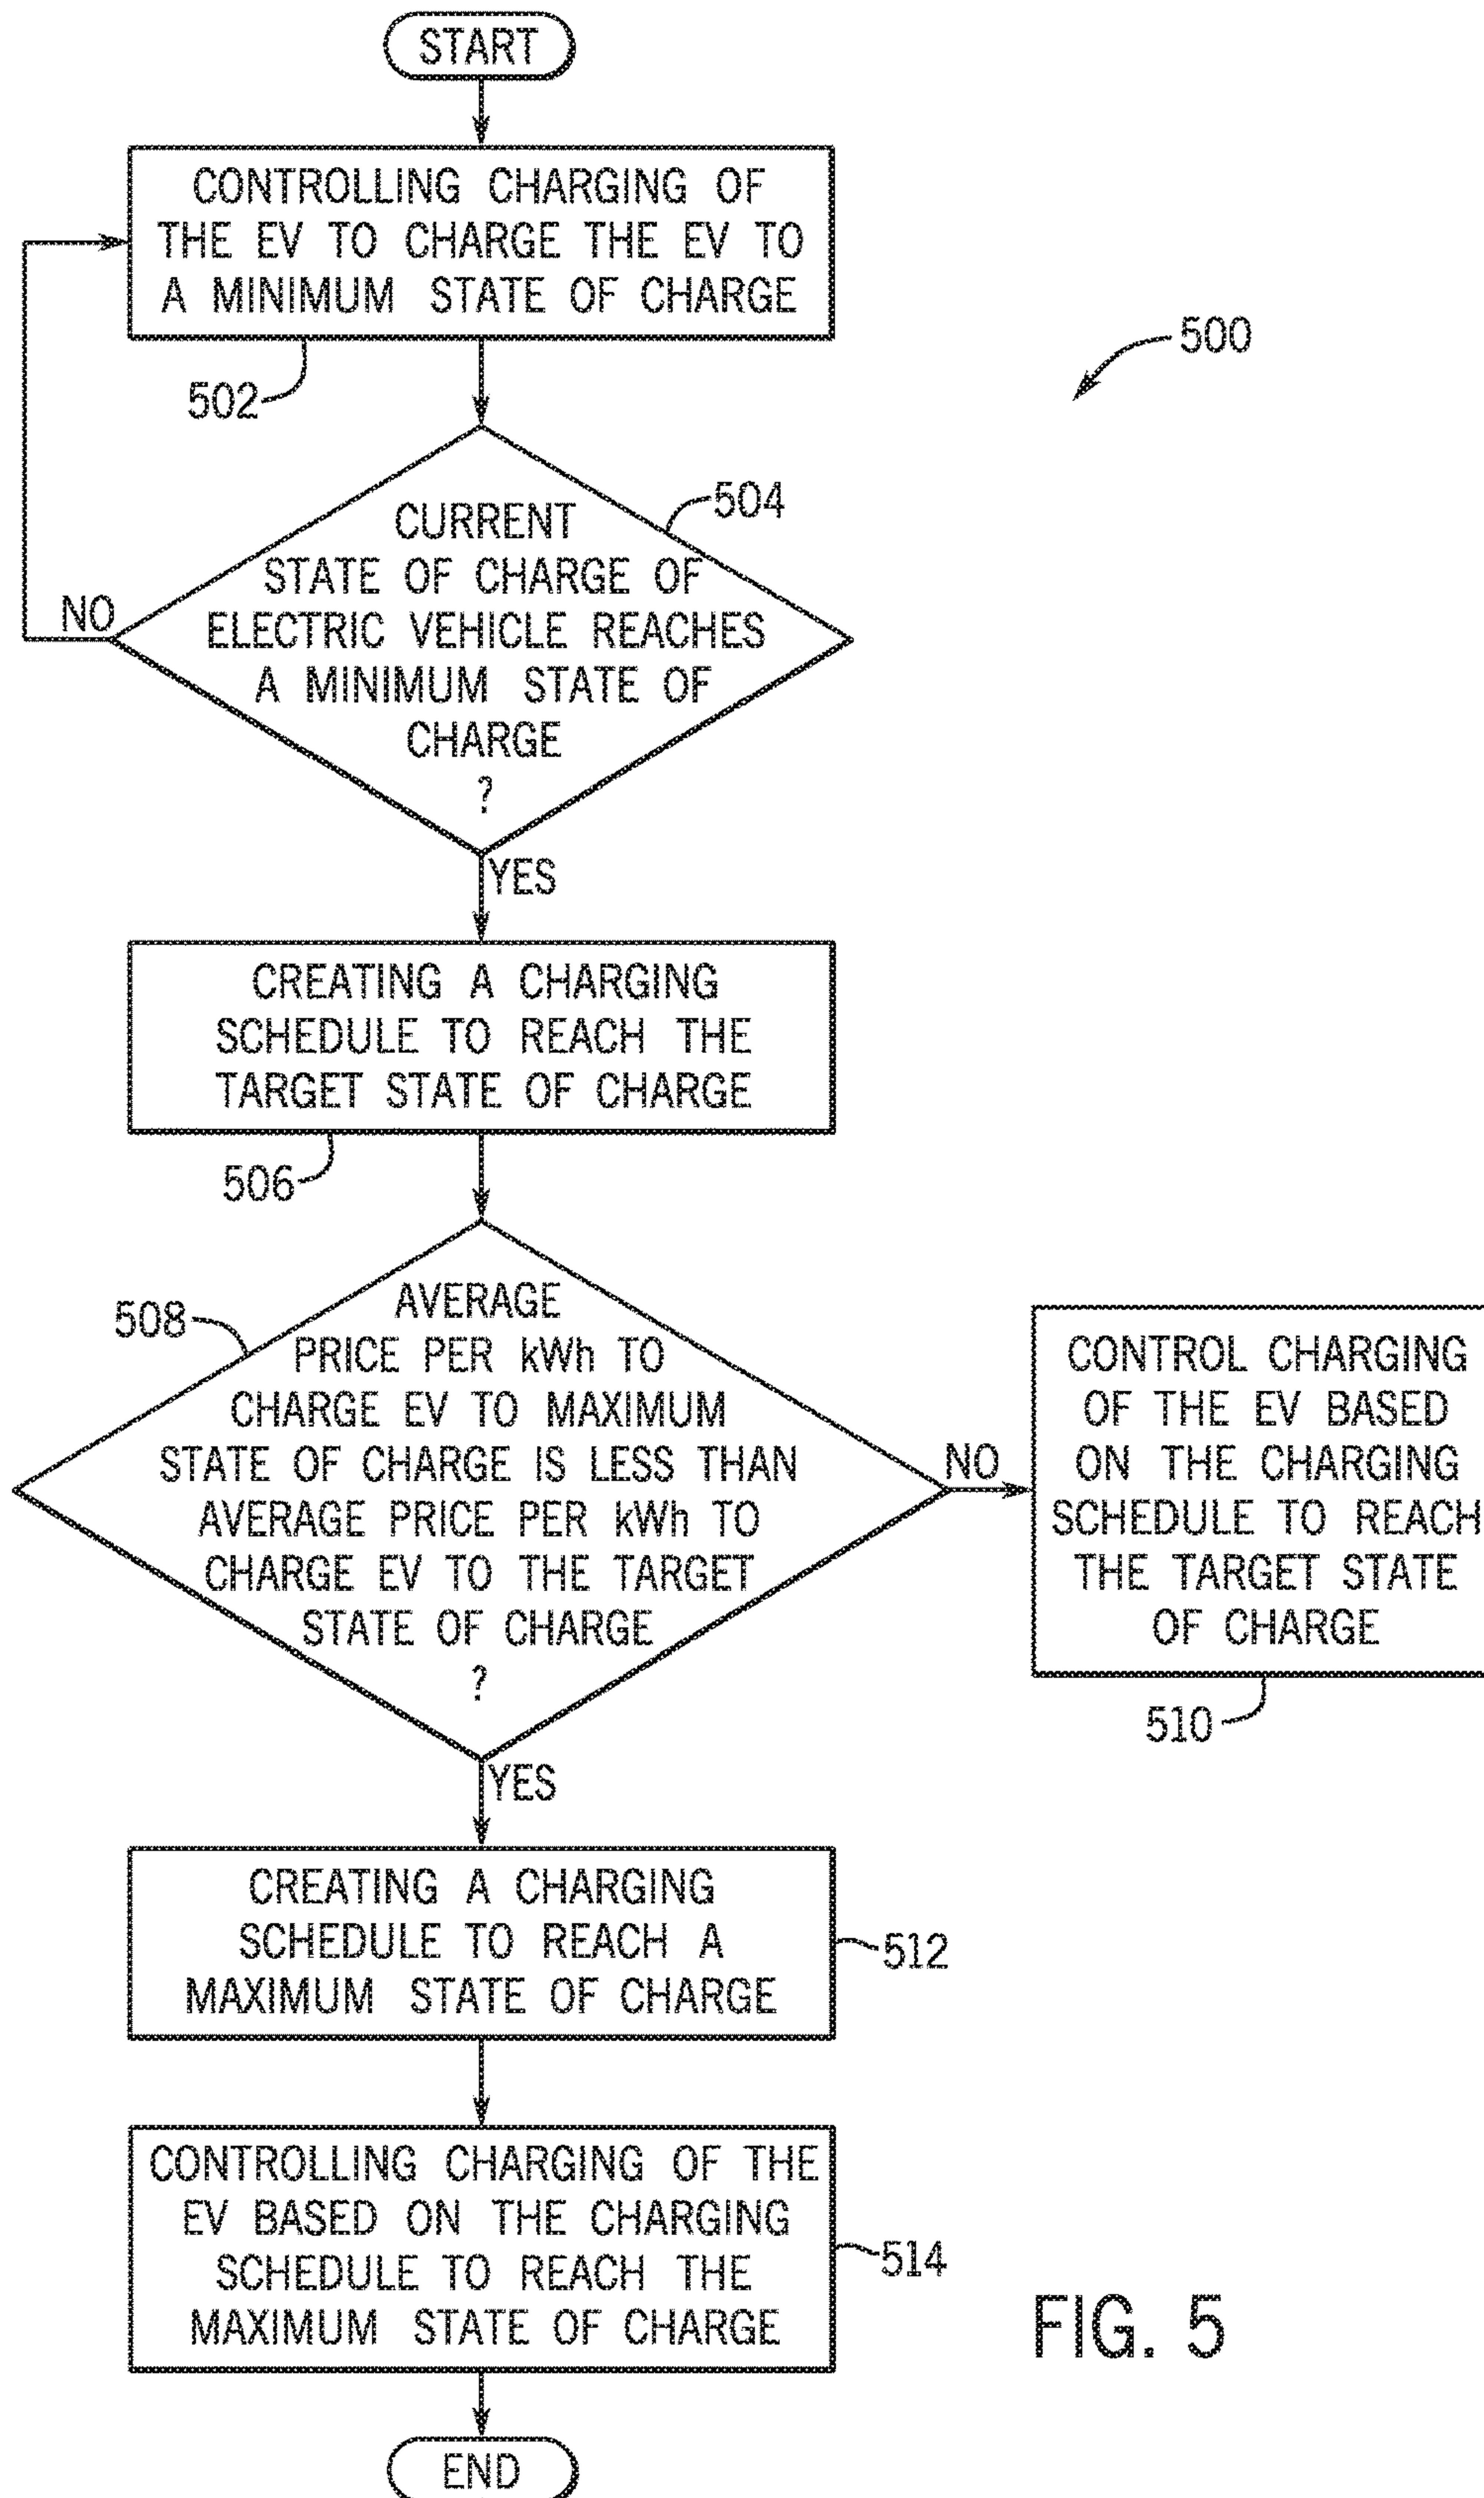 START
CONTROLLING CHARGING OF
THE EV TO CHARGE THE EV TO
A MINIMUM STATE OF CHARGE
500
502
504
CURRENT
STATE OF CHARGE OF
ELECTRIC VEHICLE REACHES
A MINIMUM STATE OF
CHARGE
?
NO
YES
CREATING A CHARGING
SCHEDULE TO REACH THE
TARGET STATE OF CHARGE
506
508
AVERAGE
PRICE PER kWh TO
CHARGE EV TO MAXIMUM
STATE OF CHARGE IS LESS THAN
AVERAGE PRICE PER kWh TO
CHARGE EV TO THE TARGET
STATE OF CHARGE
?
NO
CONTROL CHARGING
OF THE EV BASED
ON THE CHARGING
SCHEDULE TO REACH
THE TARGET STATE
OF CHARGE
510
YES
CREATING A CHARGING
SCHEDULE TO REACH A
MAXIMUM STATE OF CHARGE
512
CONTROLLING CHARGING OF THE
EV BASED ON THE CHARGING
SCHEDULE TO REACH THE
MAXIMUM STATE OF CHARGE
514
FIG. 5
END